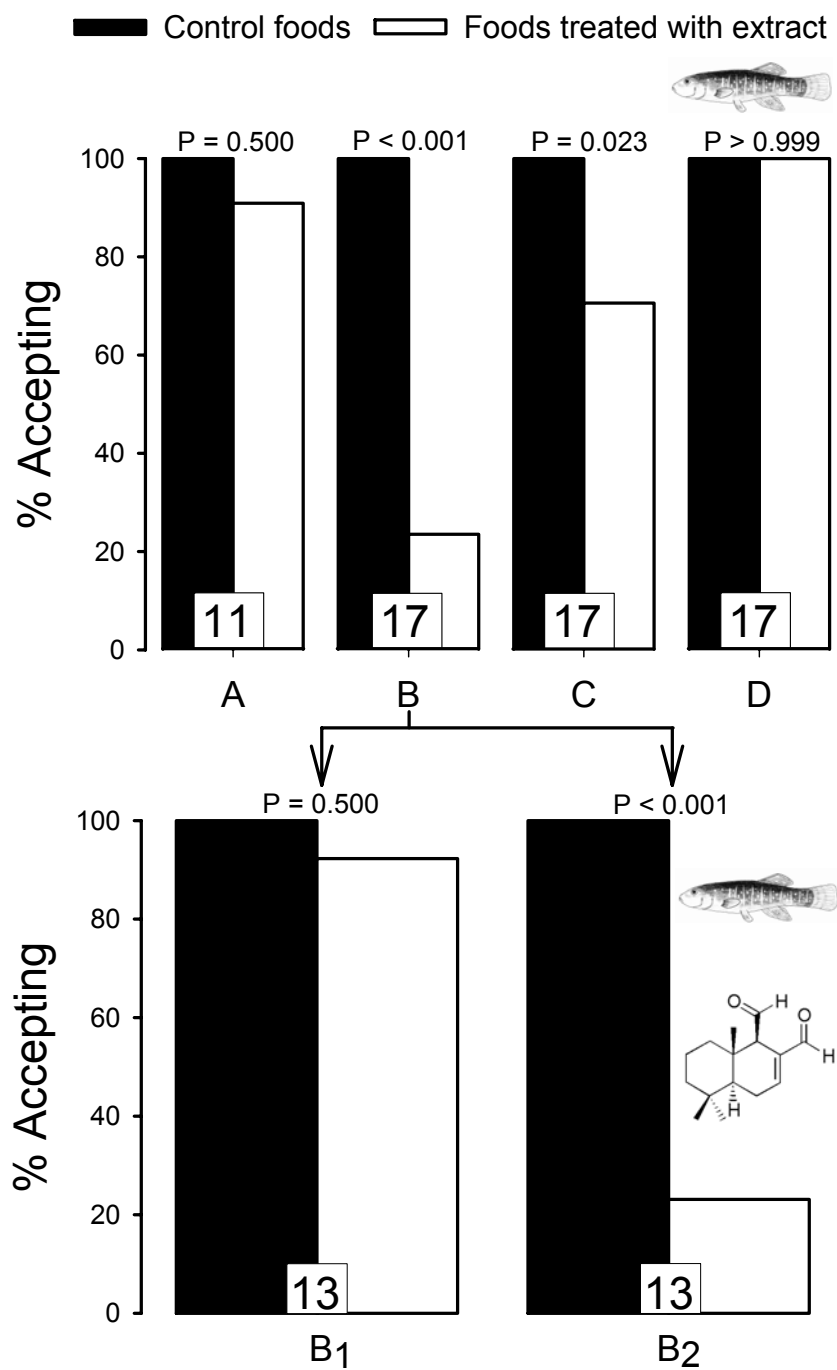 Control foods Foods treated with extract
P = 0.500 P < 0.001 P = 0.023 P > 0.999
100
80
60
40
20
0
% Accepting
11 17 17 17
A B C D
P = 0.500 P < 0.001
100
80
60
40
20
0
% Accepting
O H
O
H
H
13 13
B1 B2